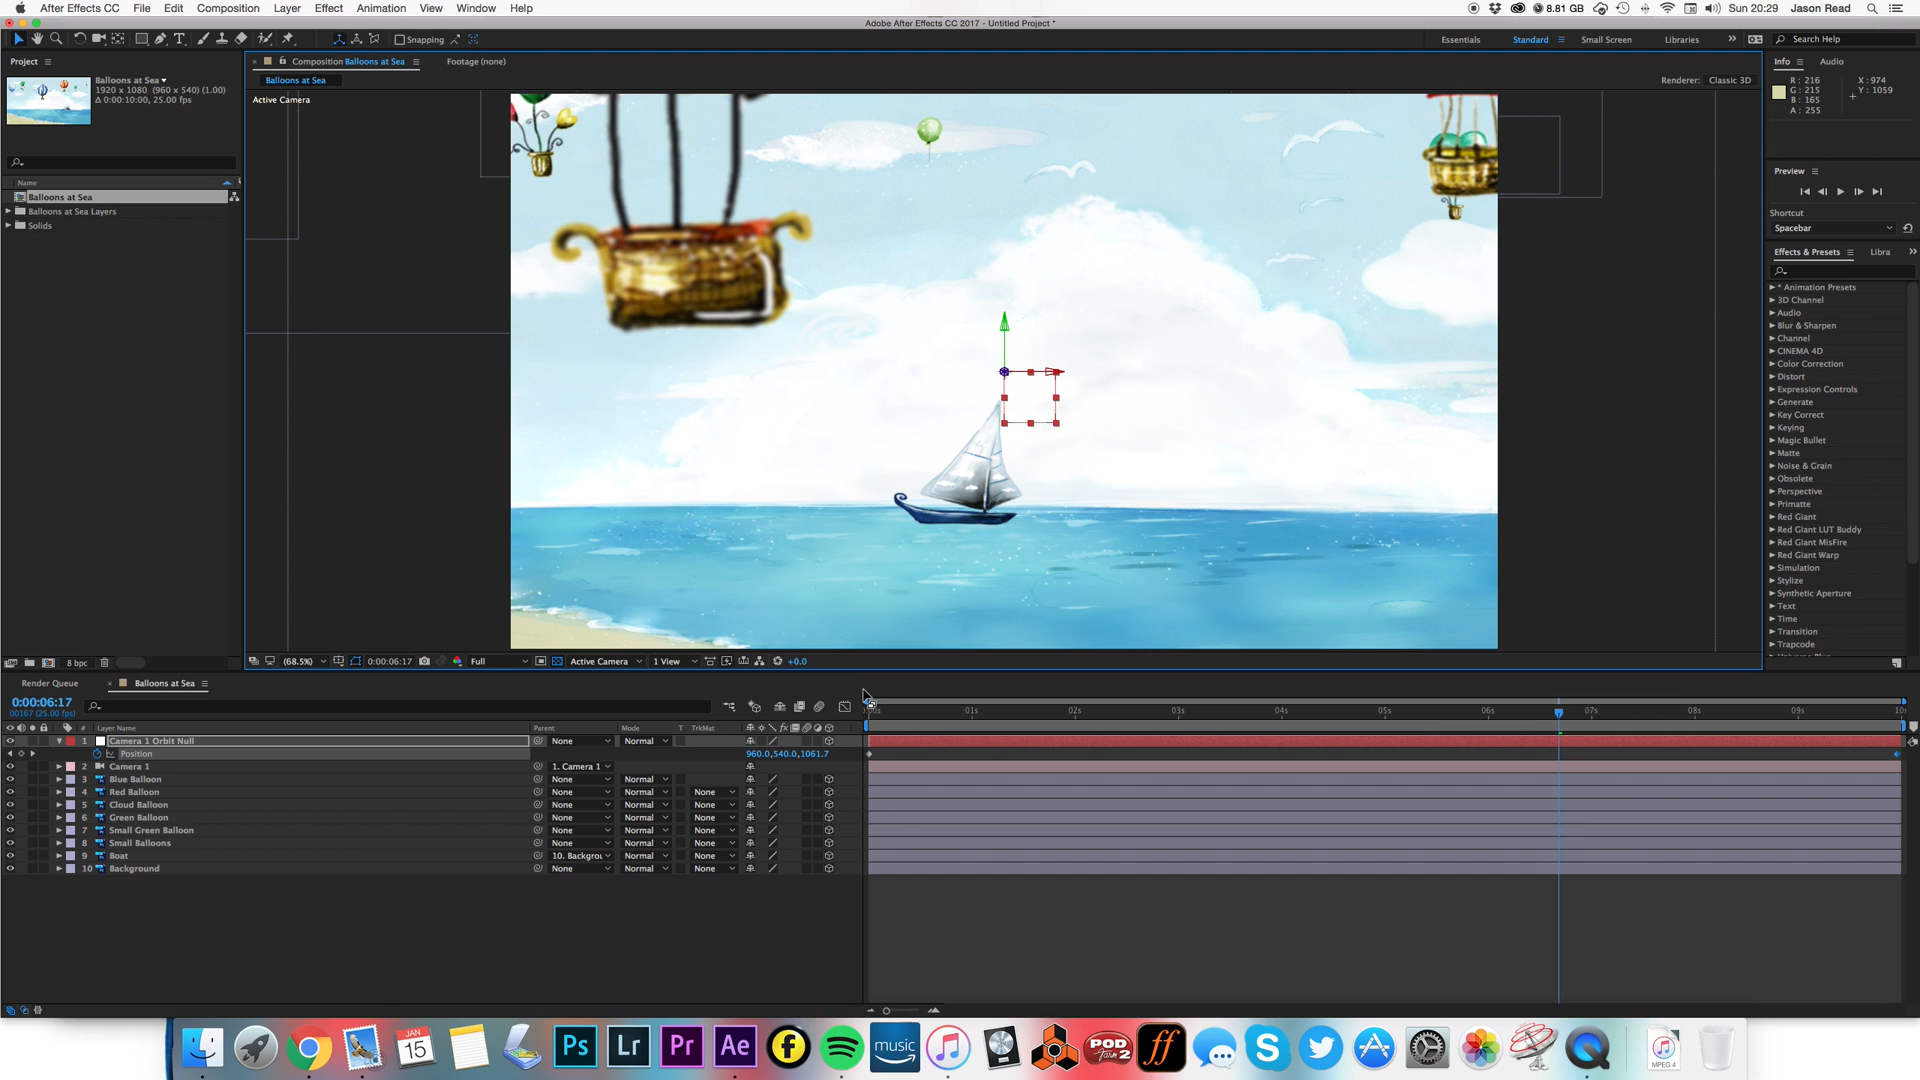 After Effects CC File Edit Composition Layer Effect Animation View Window Help 8.81 GB Sun 20:29 Jason Read
Adobe After Effects CC 2017 - Untitled Project *
Snapping Essentials Standard Small Screen Libraries Search Help
Project Composition Balloons at Sea Footage (none) Info Audio
Balloons at Sea Renderer: Classic 3D
Balloons at Sea
1920 x 1080 (960 x 540) (1.00)
Δ 0:00:10:00, 25.00 fps
Active Camera
R : 216 X : 974
G : 215 Y : 1059
B : 165
A : 255
Preview
Name
Balloons at Sea
Balloons at Sea Layers
Solids
Shortcut
Spacebar
Effects & Presets Libra
* Animation Presets
3D Channel
Audio
Blur & Sharpen
Channel
CINEMA 4D
Color Correction
Distort
Expression Controls
Generate
Key Correct
Keying
Magic Bullet
Matte
Noise & Grain
Obsolete
Perspective
Primatte
Red Giant
Red Giant LUT Buddy
Red Giant MisFire
Red Giant Warp
Simulation
Stylize
Synthetic Aperture
Text
Time
Transition
Trapcode
8 bpc (68.5%) 0:00:06:17 Full Active Camera 1 View +0.0
Render Queue Balloons at Sea
0:00:06:17
00167 (25.00 fps)
:00s 01s 02s 03s 04s 05s 06s 07s 08s 09s 10s
# Layer Name Parent Mode T TrkMat
1 Camera 1 Orbit Null None Normal
Position 960.0,540.0,1061.7
2 Camera 1 1. Camera 1
3 Blue Balloon None Normal
4 Red Balloon None Normal None
5 Cloud Balloon None Normal None
6 Green Balloon None Normal None
7 Small Green Balloon None Normal None
8 Small Balloons None Normal None
9 Boat 10. Backgrou Normal None
10 Background None Normal None
JAN
15
Ps Lr Pr Ae f music POD Farm 2 ff S MPEG 4